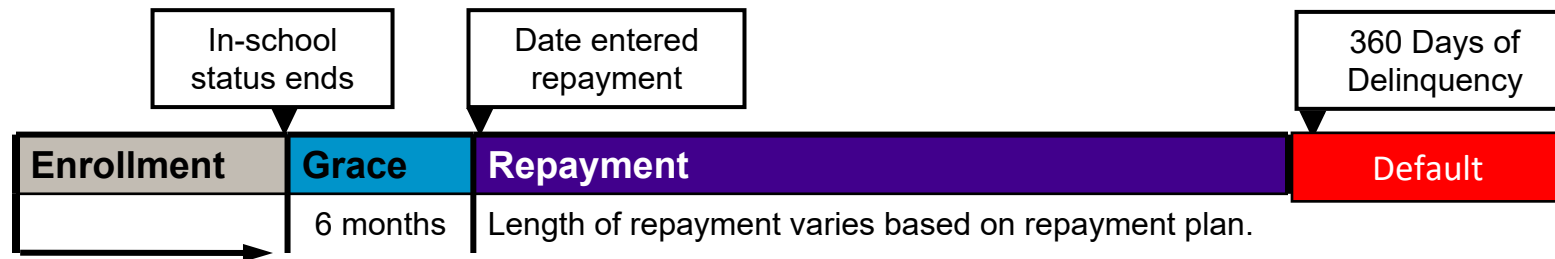 In-school
status ends
Date entered
repayment
360 Days of
Delinquency
Enrollment
Grace
Repayment
Default
6 months
Length of repayment varies based on repayment plan.